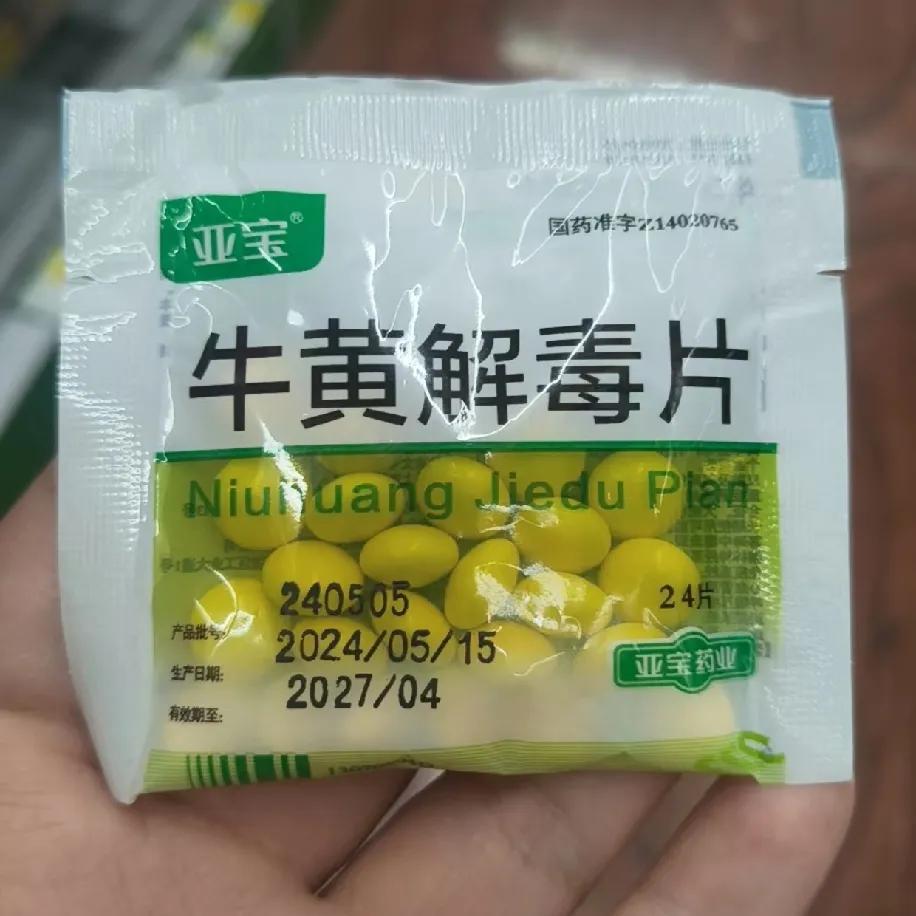 亚宝®
国药准字Z14020765
牛黄解毒片
Niuhuang Jiedu Pian
24片
产品批号: 240505
生产日期: 2024/05/15
有效期至: 2027/04
亚宝药业